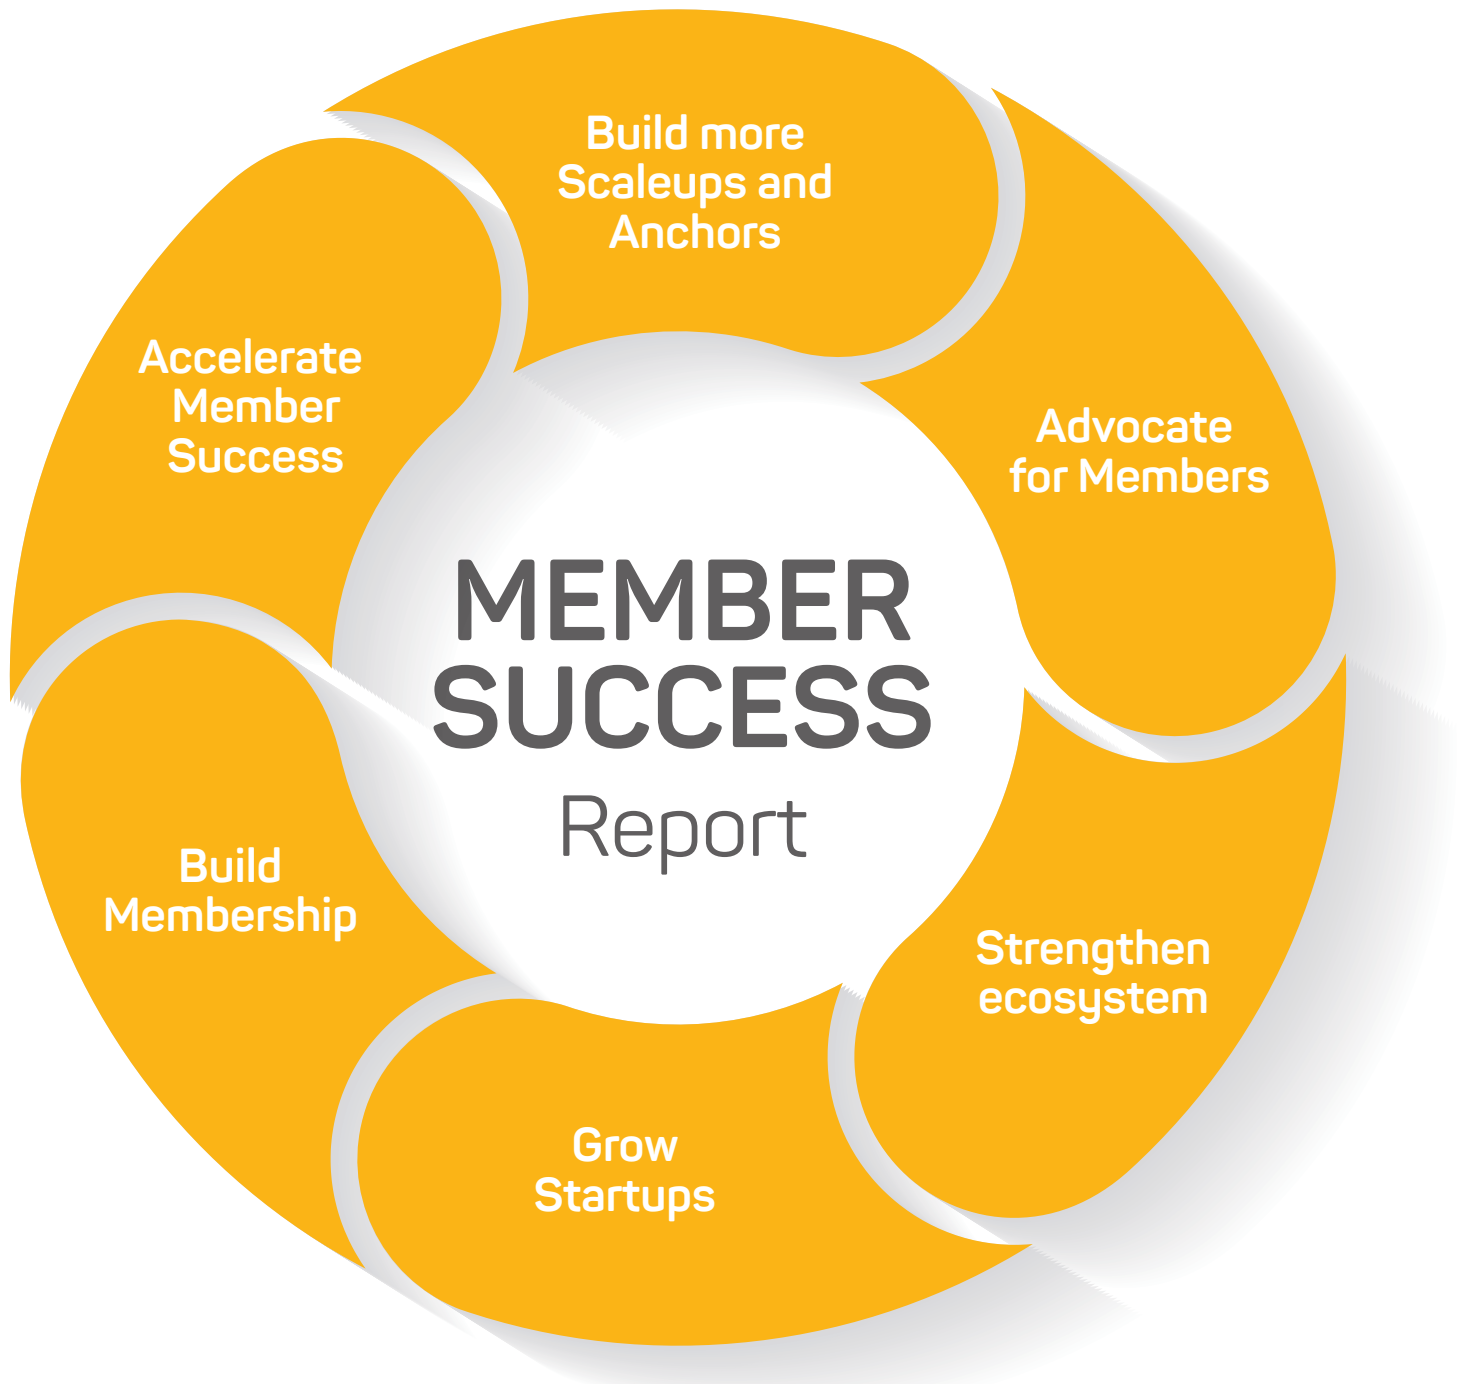 Build more
Scaleups and
Anchors
Advocate
for Members
Strengthen
ecosystem
Grow
Startups
Build
Membership
Accelerate
Member
Success
MEMBER
SUCCESS
Report